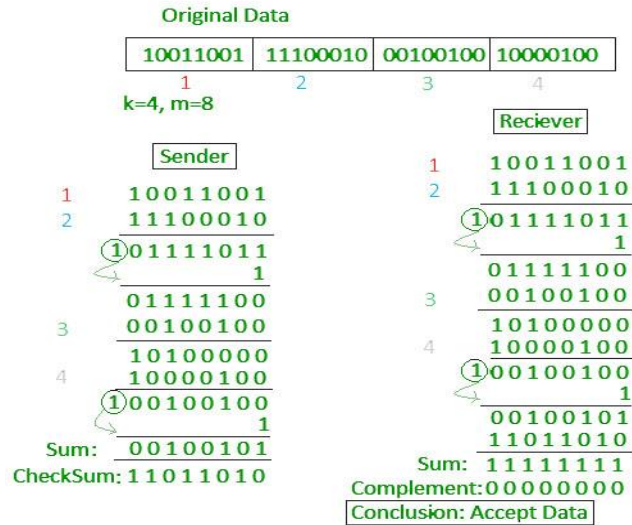 Original Data
10011001 11100010 00100100 10000100
1 2 3 4
k=4, m=8
Sender
1 10011001
2 11100010
1 01111011
1
01111100
3 00100100
10100000
4 10000100
1 00100100
1
Sum: 00100101
CheckSum: 11011010
Reciever
1 10011001
2 11100010
1 01111011
1
01111100
3 00100100
10100000
4 10000100
1 00100100
1
00100101
11011010
Sum: 11111111
Complement: 00000000
Conclusion: Accept Data